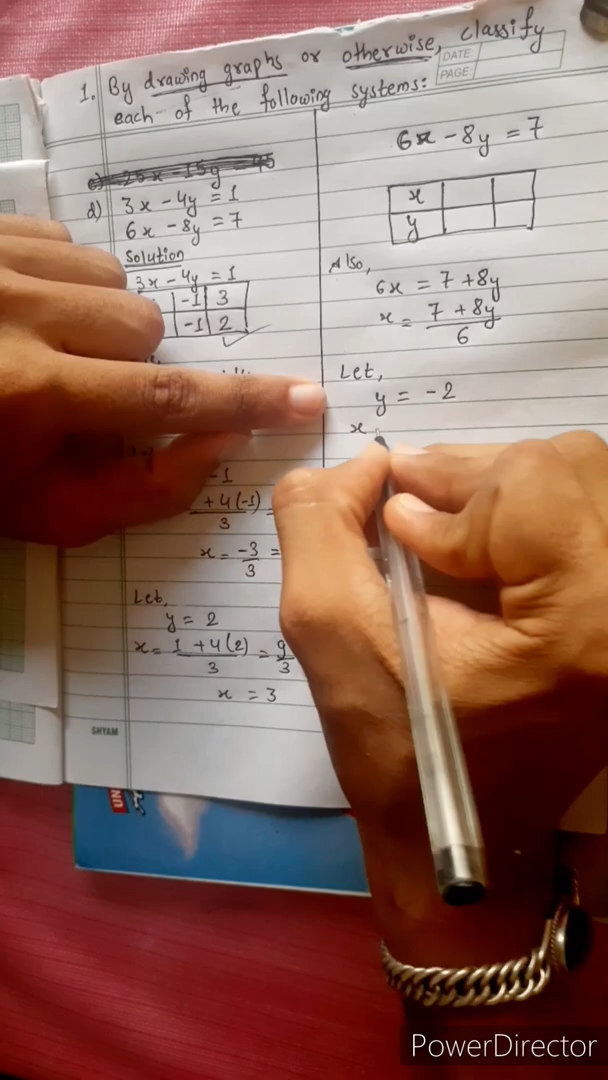 1. By drawing graphs or otherwise, classify
each of the following systems:
DATE:
PAGE:
d) 3x - 4y = 1
6x - 8y = 7
Solution
3x - 4y = 1
-1 3
-1 2
-1
+ 4(-1) =
3
x = -3 =
3
Let,
y = 2
x = 1 + 4(2) = 9
3 3
x = 3
SHYAM
6x - 8y = 7
x
y
Also,
6x = 7 + 8y
x = 7 + 8y
6
Let,
y = -2
x
UN
PowerDirector